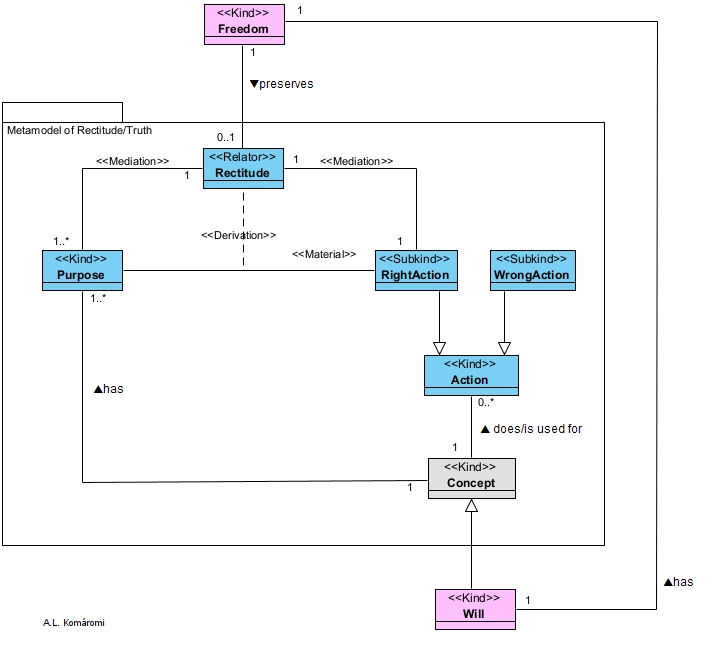 <<Kind>>
Freedom
1
1
▼preserves
Metamodel of Rectitude/Truth
0..1
<<Mediation>>
<<Relator>>
Rectitude
1
<<Mediation>>
1
<<Derivation>>
1..*
1
<<Material>>
<<Kind>>
Purpose
<<Subkind>>
RightAction
<<Subkind>>
WrongAction
1..*
<<Kind>>
Action
▲has
0..*
▲ does/is used for
1
<<Kind>>
Concept
1
▲has
<<Kind>>
Will
1
A.L. Komáromi